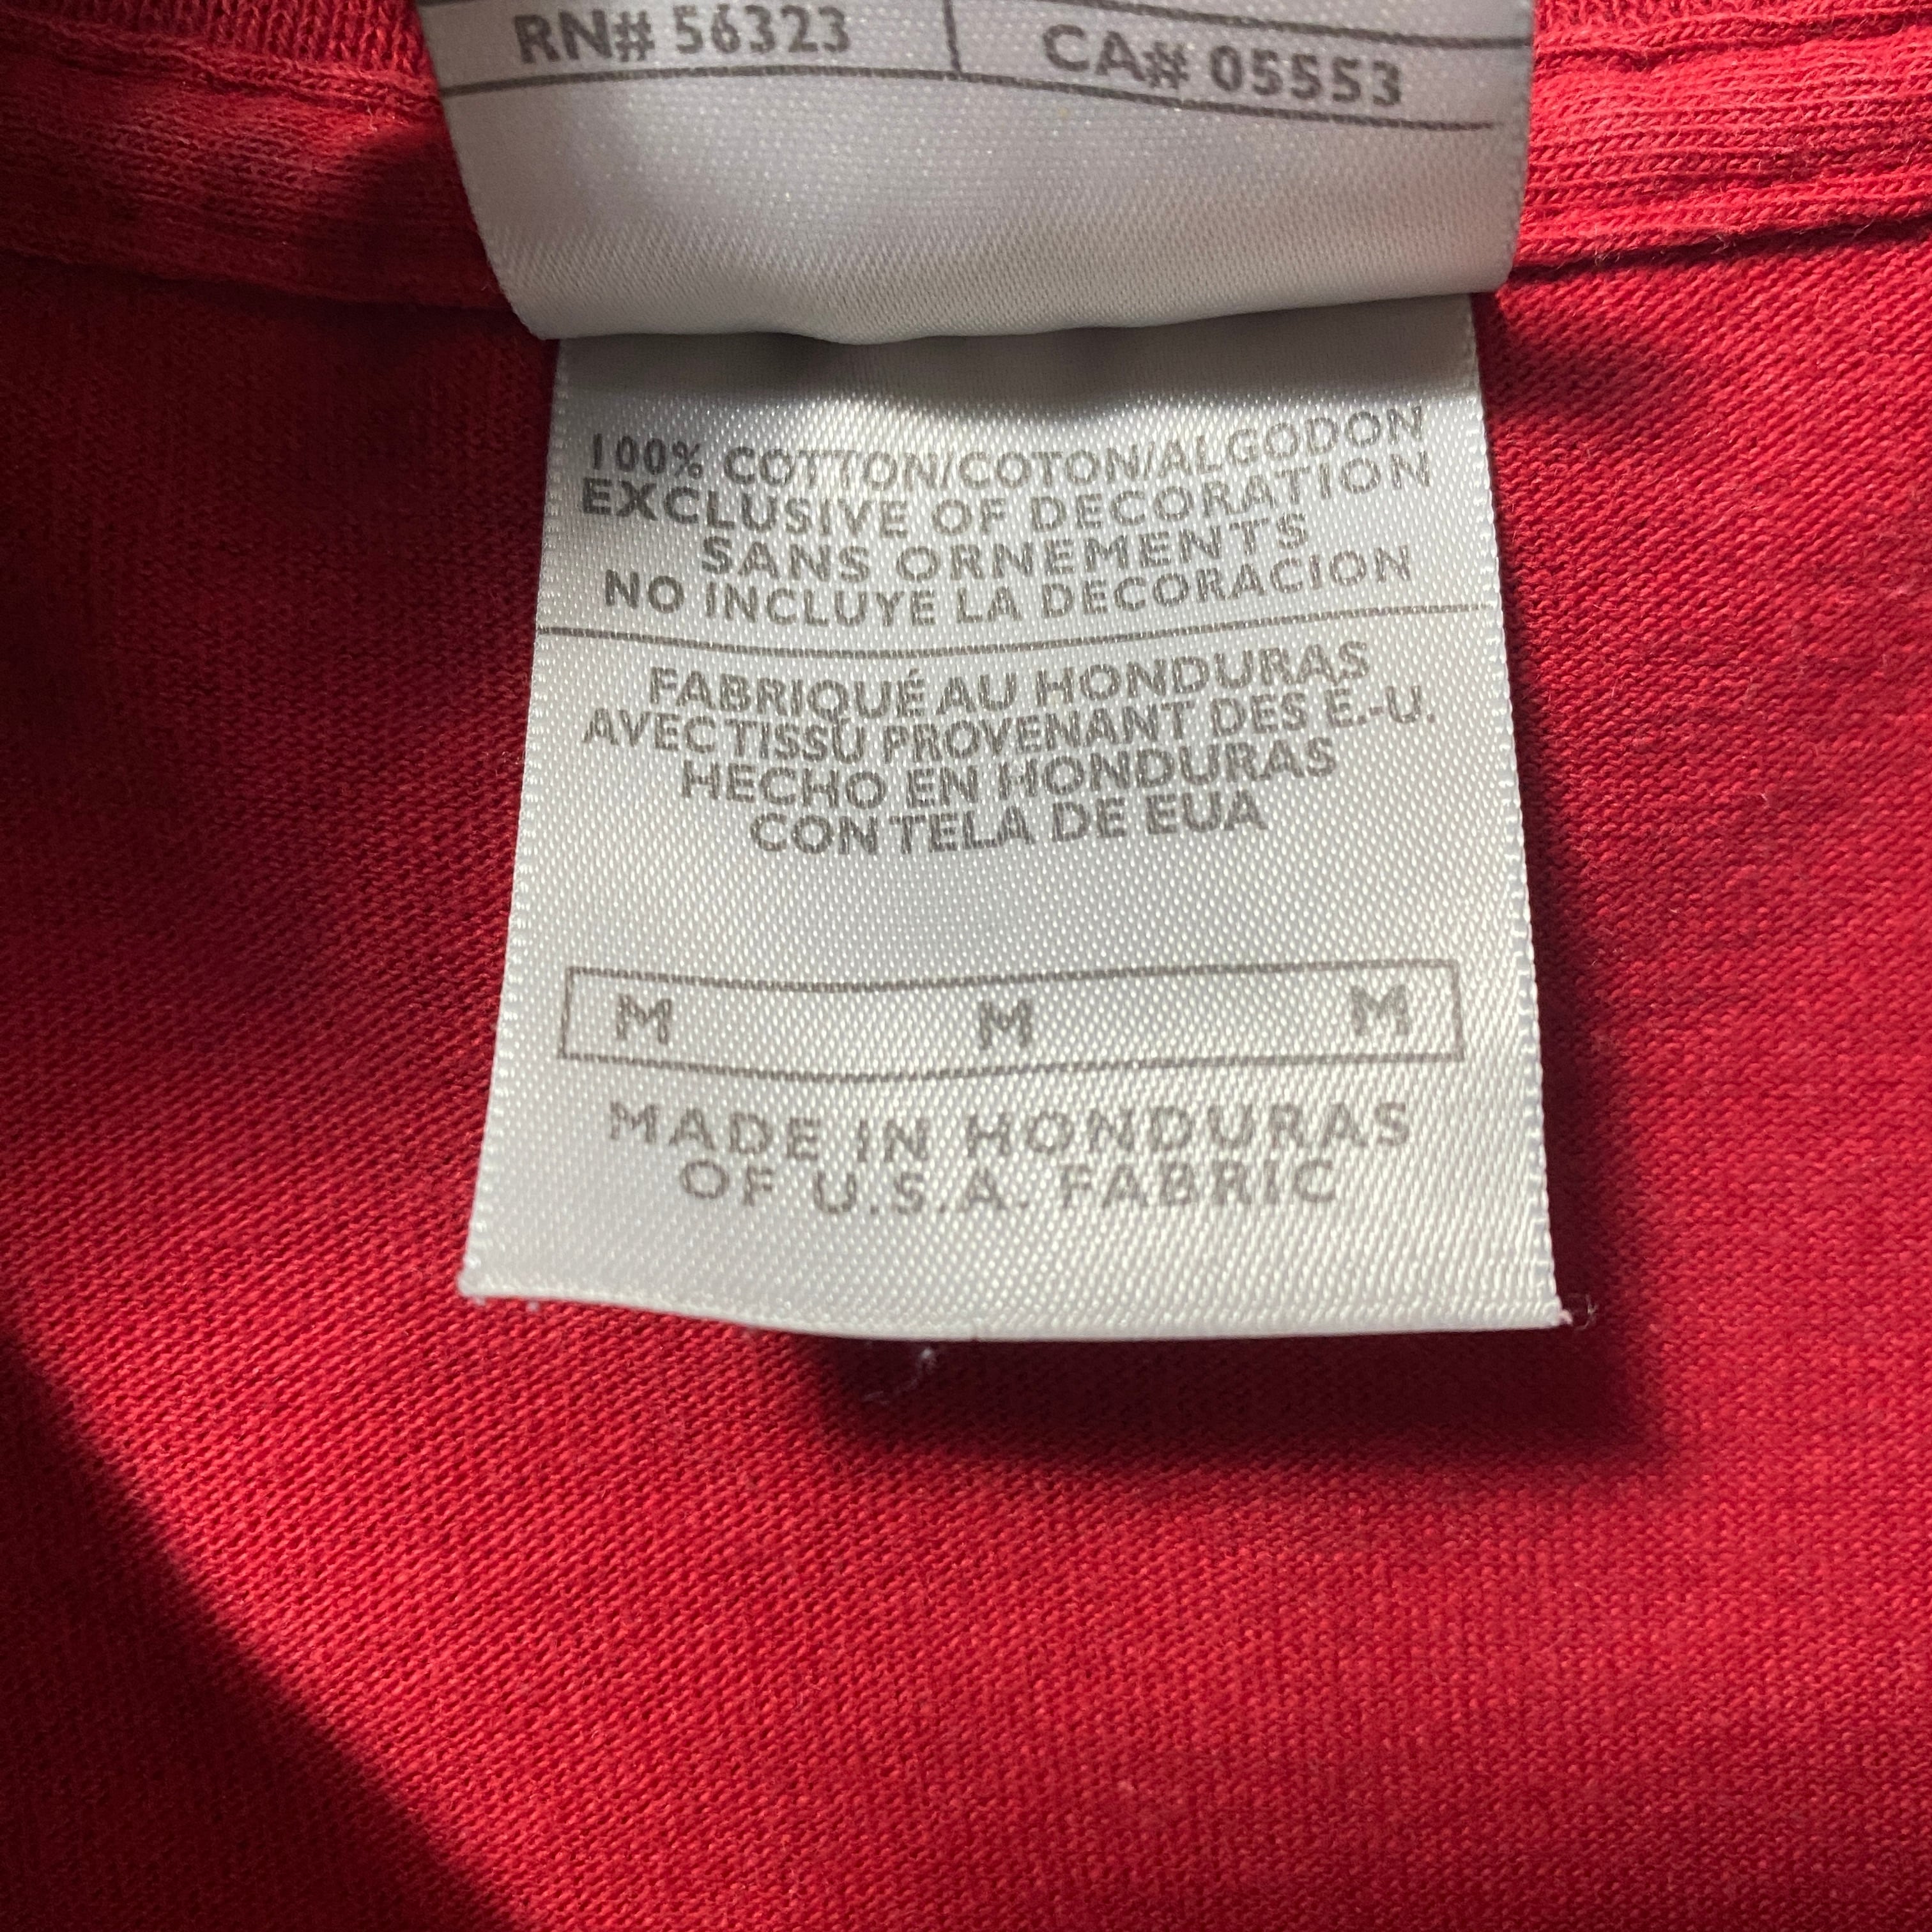 RN# 56323 CA# 05553
100% COTTON/COTON/ALGODON
EXCLUSIVE OF DECORATION
SANS ORNEMENTS
NO INCLUYE LA DECORACION
FABRIQUÉ AU HONDURAS
AVEC TISSU PROVENANT DES É.-U.
HECHO EN HONDURAS
CON TELA DE EUA
M M M
MADE IN HONDURAS
OF U.S.A. FABRIC